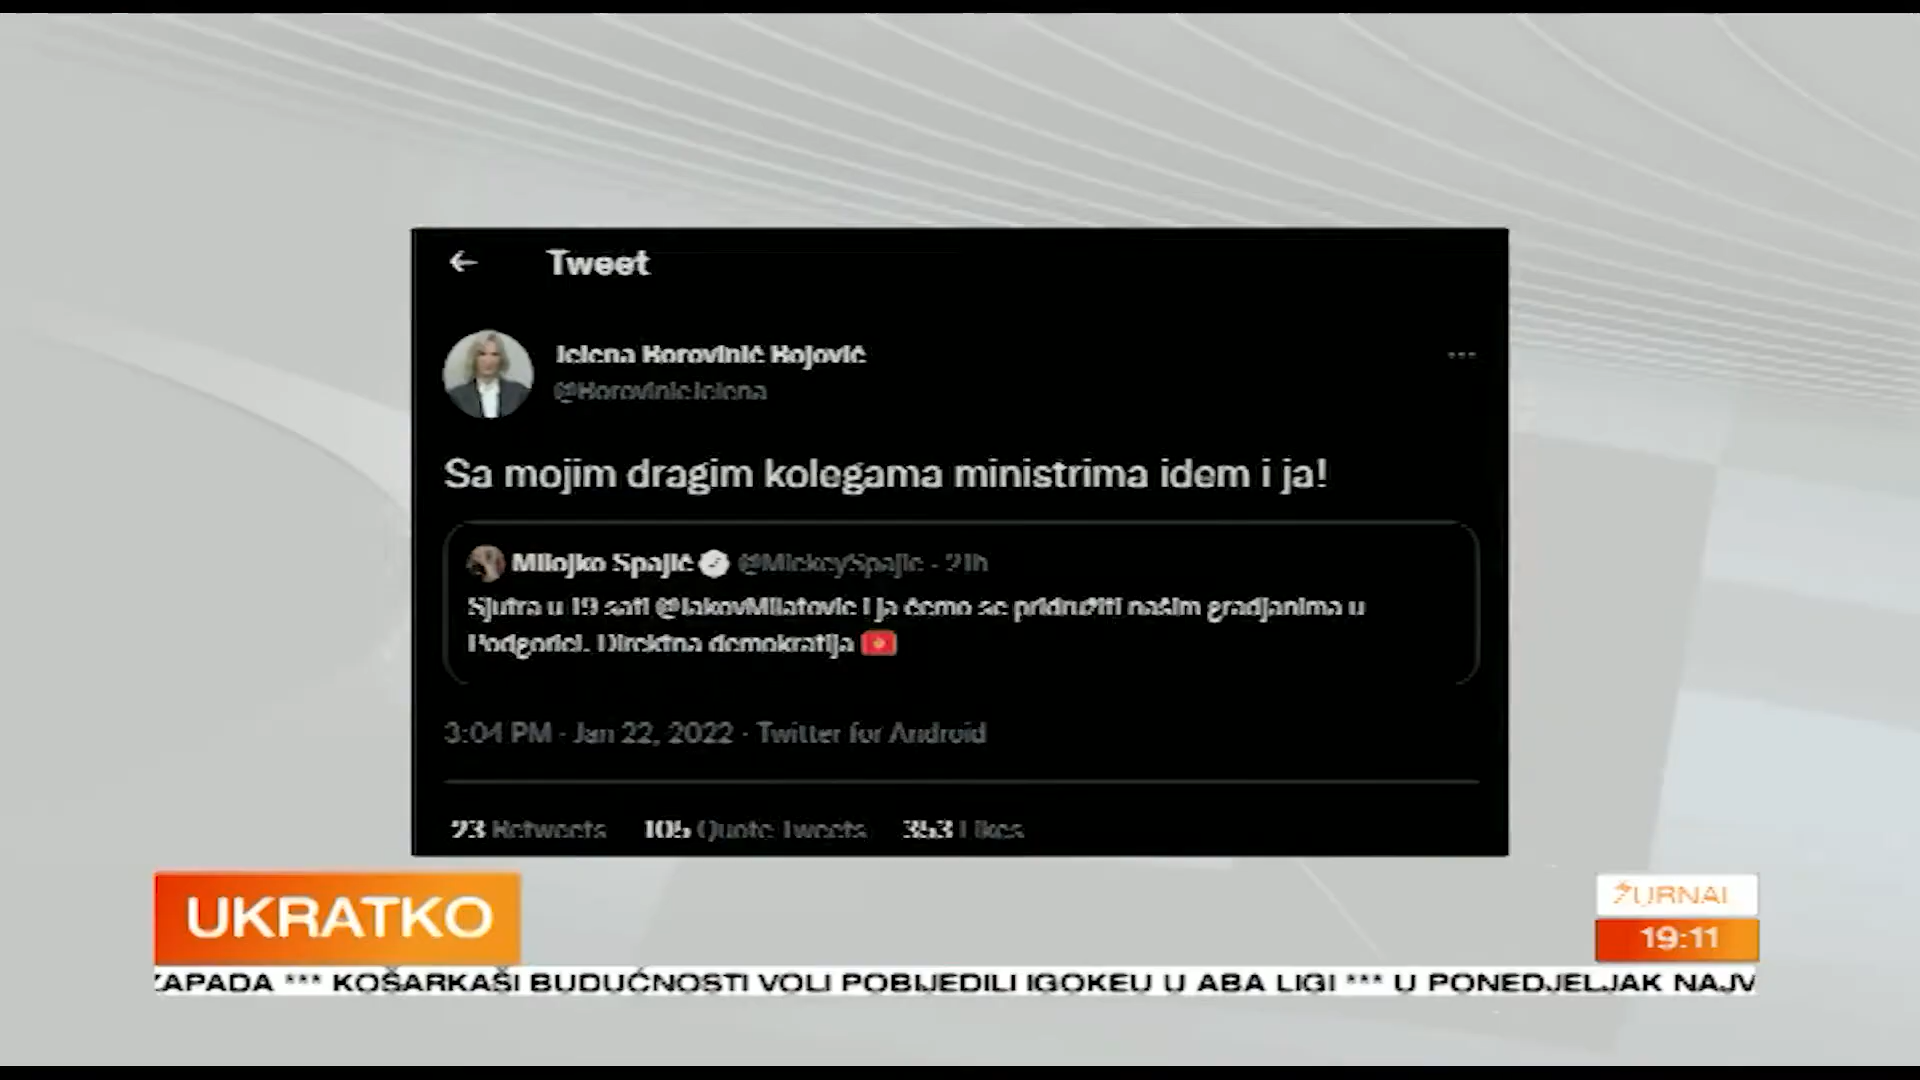 Tweet
Jelena Borovinić Bojović
@BorovinicJelena
Sa mojim dragim kolegama ministrima idem i ja!
Milojko Spajić @MickeySpajic · 21h
Sjutra u 19 sati @JakovMilatovic i ja ćemo se pridružiti našim gradjanima u
Podgorici. Direktna demokratija
3:04 PM · Jan 22, 2022 · Twitter for Android
23 Retweets 105 Quote Tweets 353 Likes
UKRATKO
ŽURNAL
19:11
ZAPADA *** KOŠARKAŠI BUDUĆNOSTI VOLI POBIJEDILI IGOKEU U ABA LIGI *** U PONEDJELJAK NAJV